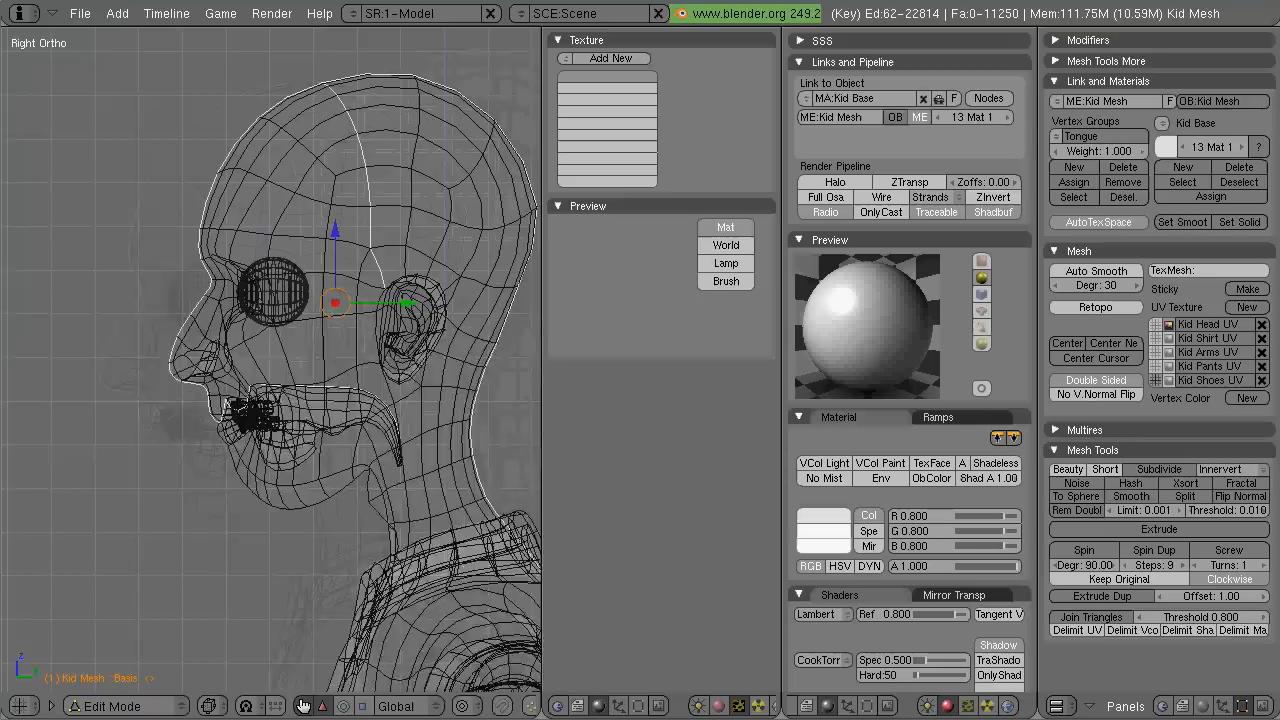 File Add Timeline Game Render Help SR:1-Model SCE:Scene www.blender.org 249.2 (Key) Ed:62-22814 | Fa:0-11250 | Mem:111.75M (10.59M) Kid Mesh
Right Ortho
(1) Kid Mesh Basis <>
Edit Mode Global
Texture
Add New
Preview
Mat
World
Lamp
Brush
SSS
Links and Pipeline
Link to Object
MA:Kid Base F Nodes
ME:Kid Mesh OB ME 13 Mat 1
Render Pipeline
Halo ZTransp Zoffs: 0.00
Full Osa Wire Strands ZInvert
Radio OnlyCast Traceable Shadbuf
Preview
Material Ramps
VCol Light VCol Paint TexFace A Shadeless
No Mist Env ObColor Shad A 1.00
Col R 0.800
Spe G 0.800
Mir B 0.800
RGB HSV DYN A 1.000
Shaders Mirror Transp
Lambert Ref 0.800 Tangent V
Shadow
CookTorr Spec 0.500 TraShado
Hard:50 OnlyShad
Modifiers
Mesh Tools More
Link and Materials
ME:Kid Mesh F OB:Kid Mesh
Vertex Groups Kid Base
Tongue
Weight: 1.000 13 Mat 1 ?
New Delete New Delete
Assign Remove Select Deselect
Select Desel. Assign
AutoTexSpace Set Smoot Set Solid
Mesh
Auto Smooth TexMesh:
Degr: 30 Sticky Make
Retopo UV Texture New
Kid Head UV
Center Center Ne Kid Shirt UV
Center Cursor Kid Arms UV
Kid Pants UV
Double Sided Kid Shoes UV
No V.Normal Flip Vertex Color New
Multires
Mesh Tools
Beauty Short Subdivide Innervert
Noise Hash Xsort Fractal
To Sphere Smooth Split Flip Normal
Rem Doubl Limit: 0.001 Threshold: 0.010
Extrude
Spin Spin Dup Screw
Degr: 90.00 Steps: 9 Turns: 1
Keep Original Clockwise
Extrude Dup Offset: 1.00
Join Triangles Threshold 0.800
Delimit UV Delimit Vco Delimit Sha Delimit Ma
Panels